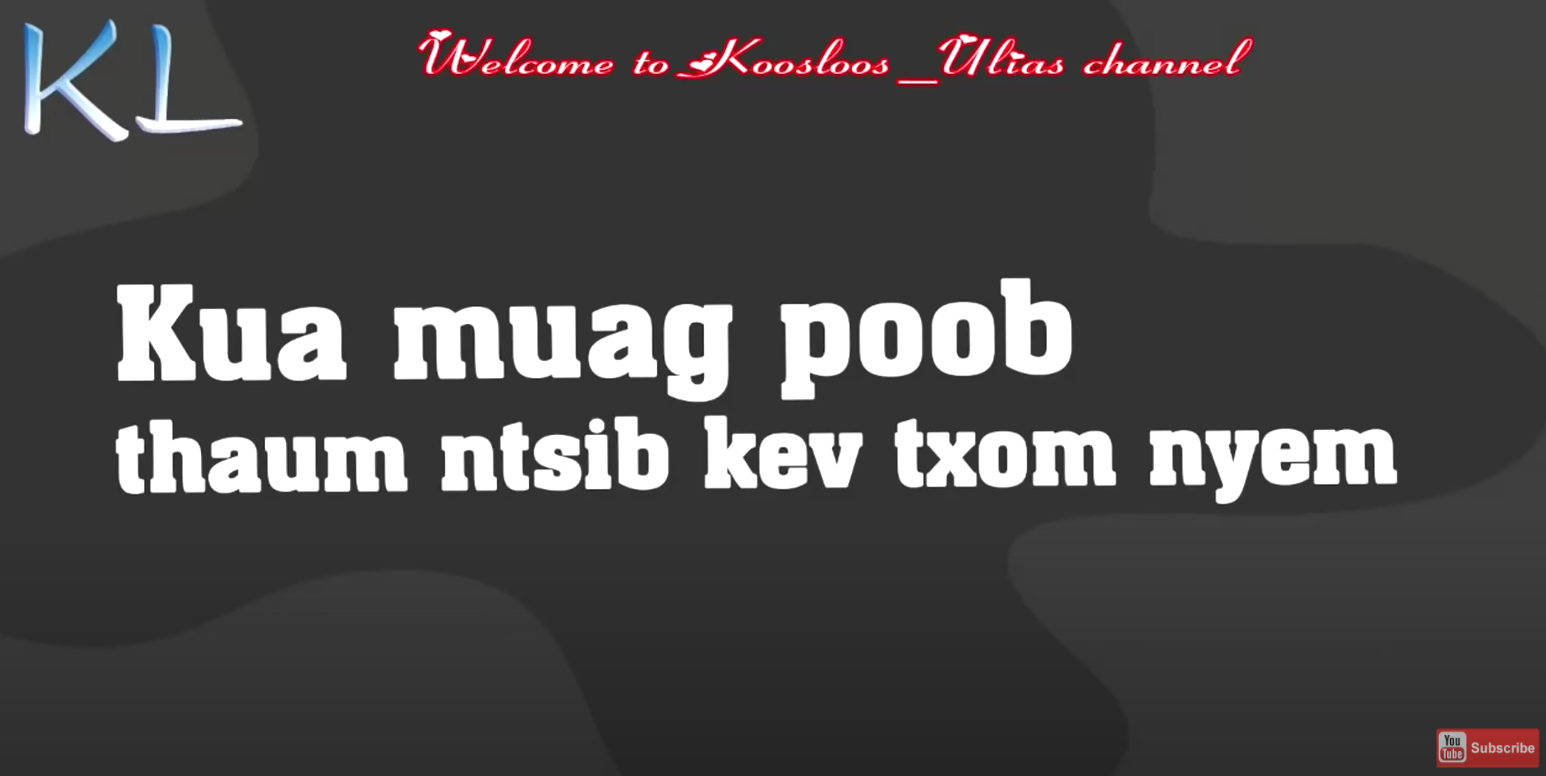 KL
Welcome to Koosloos_Ulias channel
Kua muag poob
thaum ntsib kev txom nyem
You
Tube
Subscribe